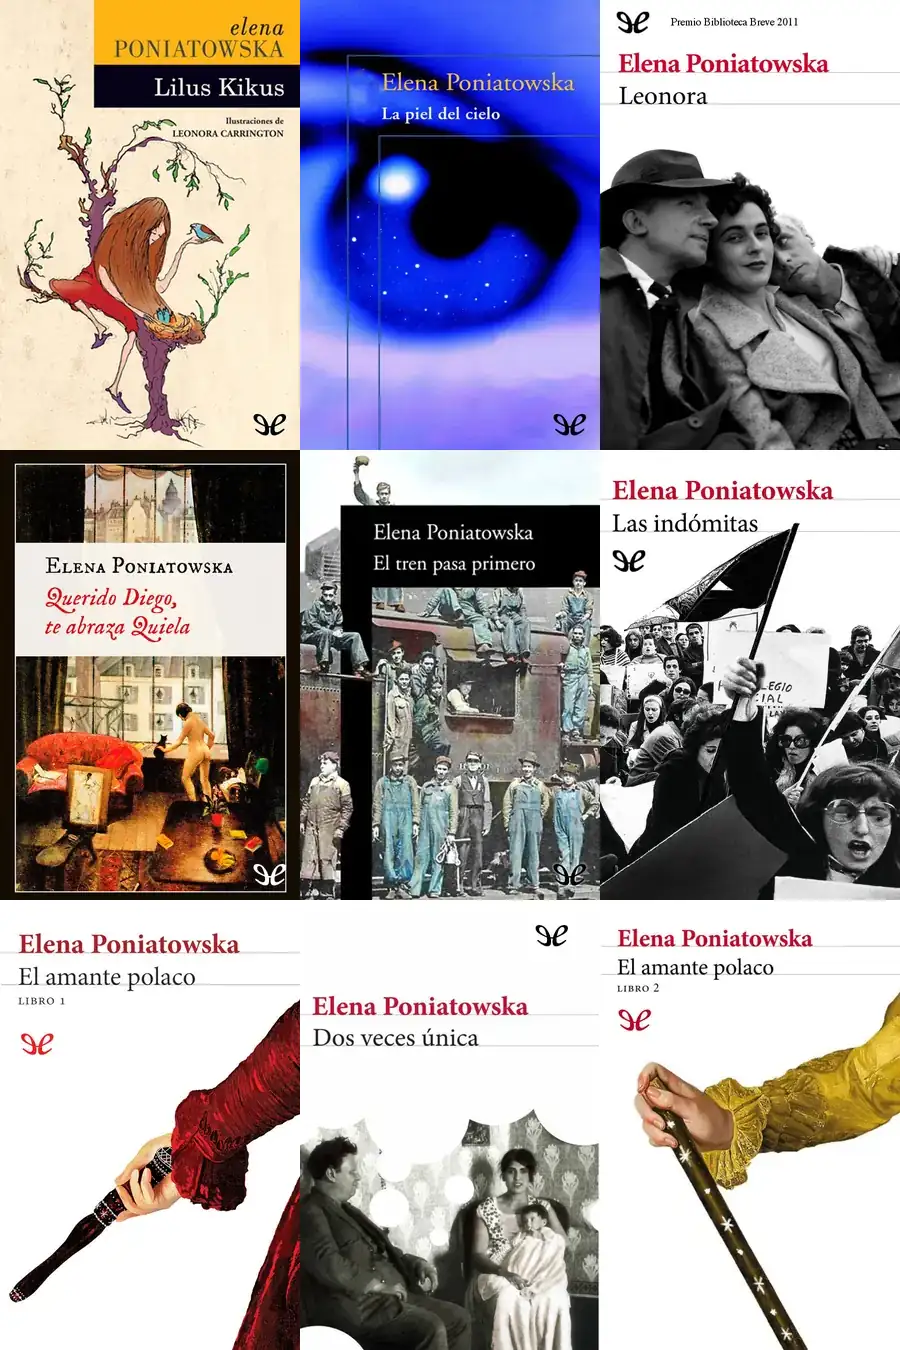 elena
PONIATOWSKA
Lilus Kikus
Ilustraciones de
LEONORA CARRINGTON
Elena Poniatowska
La piel del cielo
Premio Biblioteca Breve 2011
Elena Poniatowska
Leonora
Elena Poniatowska
Querido Diego,
te abraza Quiela
Elena Poniatowska
El tren pasa primero
Elena Poniatowska
Las indómitas
Elena Poniatowska
El amante polaco
LIBRO 1
Elena Poniatowska
Dos veces única
Elena Poniatowska
El amante polaco
LIBRO 2